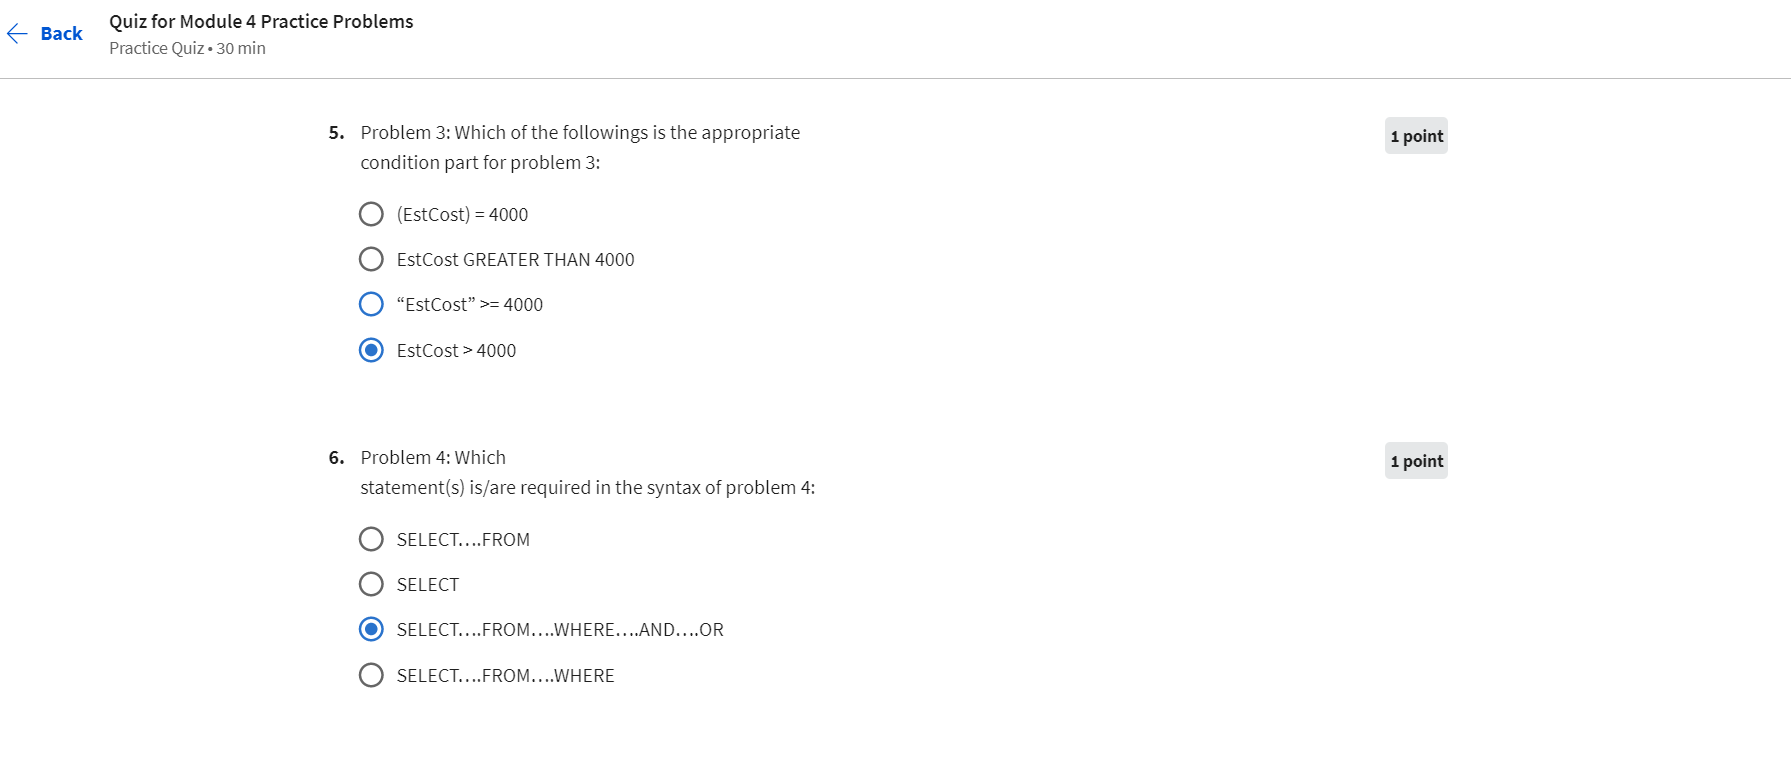 Back
Quiz for Module 4 Practice Problems
Practice Quiz • 30 min
5. Problem 3: Which of the followings is the appropriate
condition part for problem 3:
1 point
(EstCost) = 4000
EstCost GREATER THAN 4000
“EstCost” >= 4000
EstCost > 4000
6. Problem 4: Which
statement(s) is/are required in the syntax of problem 4:
1 point
SELECT….FROM
SELECT
SELECT….FROM….WHERE….AND….OR
SELECT….FROM….WHERE